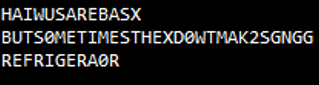 HAIWUSAREBASX
BUTS0METIMESTHEXD0WTMAK2SGNGG
REFRIGERA0R